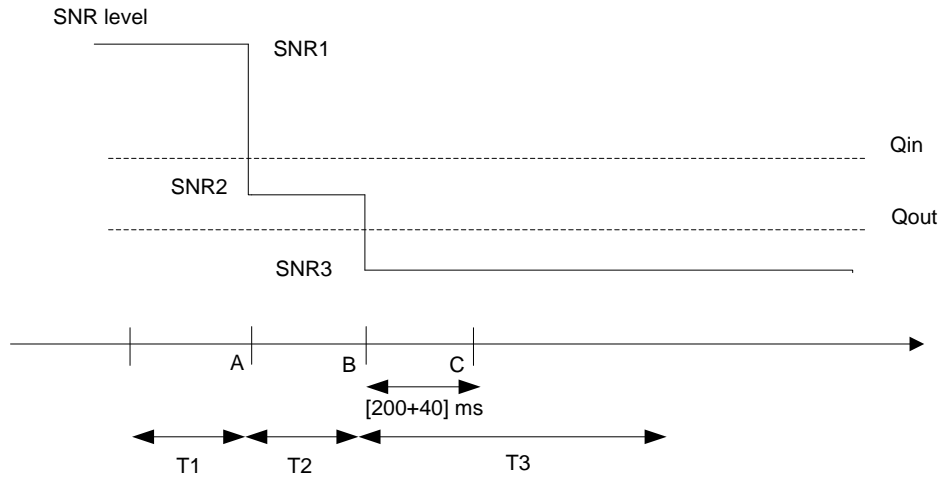 SNR level
SNR1
Qin
SNR2
Qout
SNR3
A
B
C
[200+40] ms
T1
T2
T3